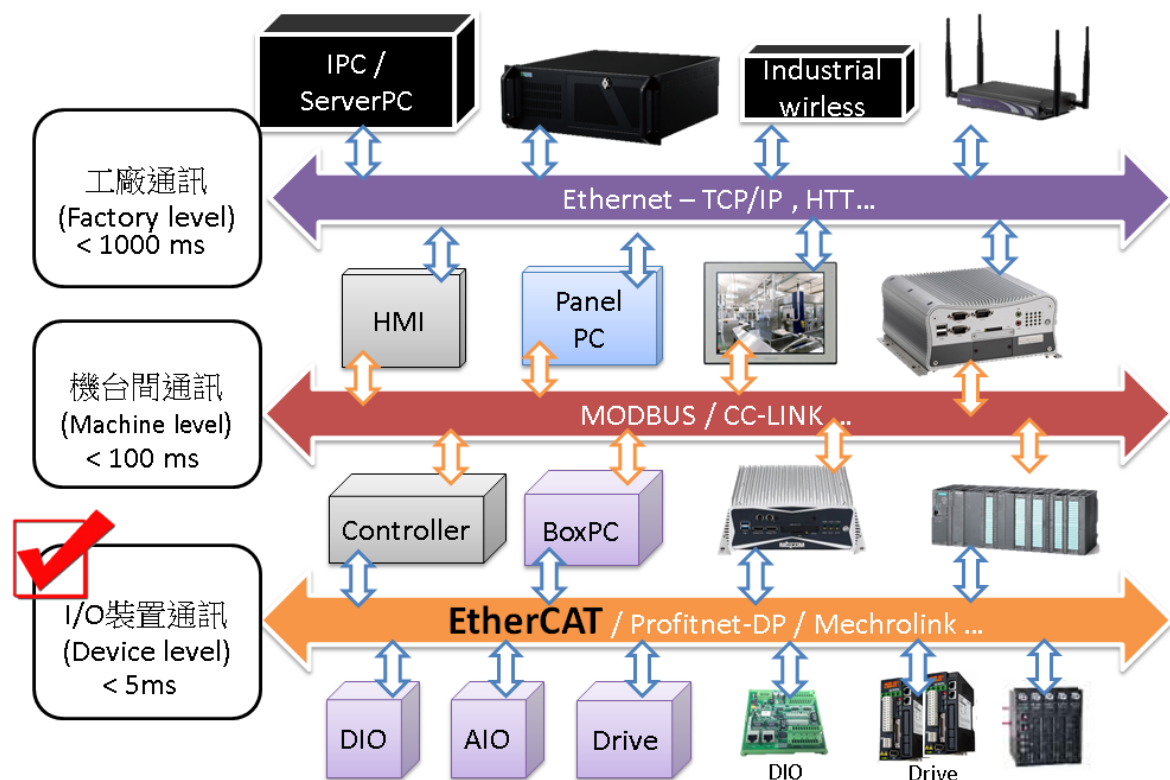 IPC /
ServerPC
Industrial
wirless
工廠通訊
(Factory level)
< 1000 ms
Ethernet – TCP/IP , HTT...
HMI
Panel
PC
機台間通訊
(Machine level)
< 100 ms
MODBUS / CC-LINK ...
Controller
BoxPC
I/O裝置通訊
(Device level)
< 5ms
EtherCAT / Profitnet-DP / Mechrolink ...
DIO
AIO
Drive
DIO
Drive